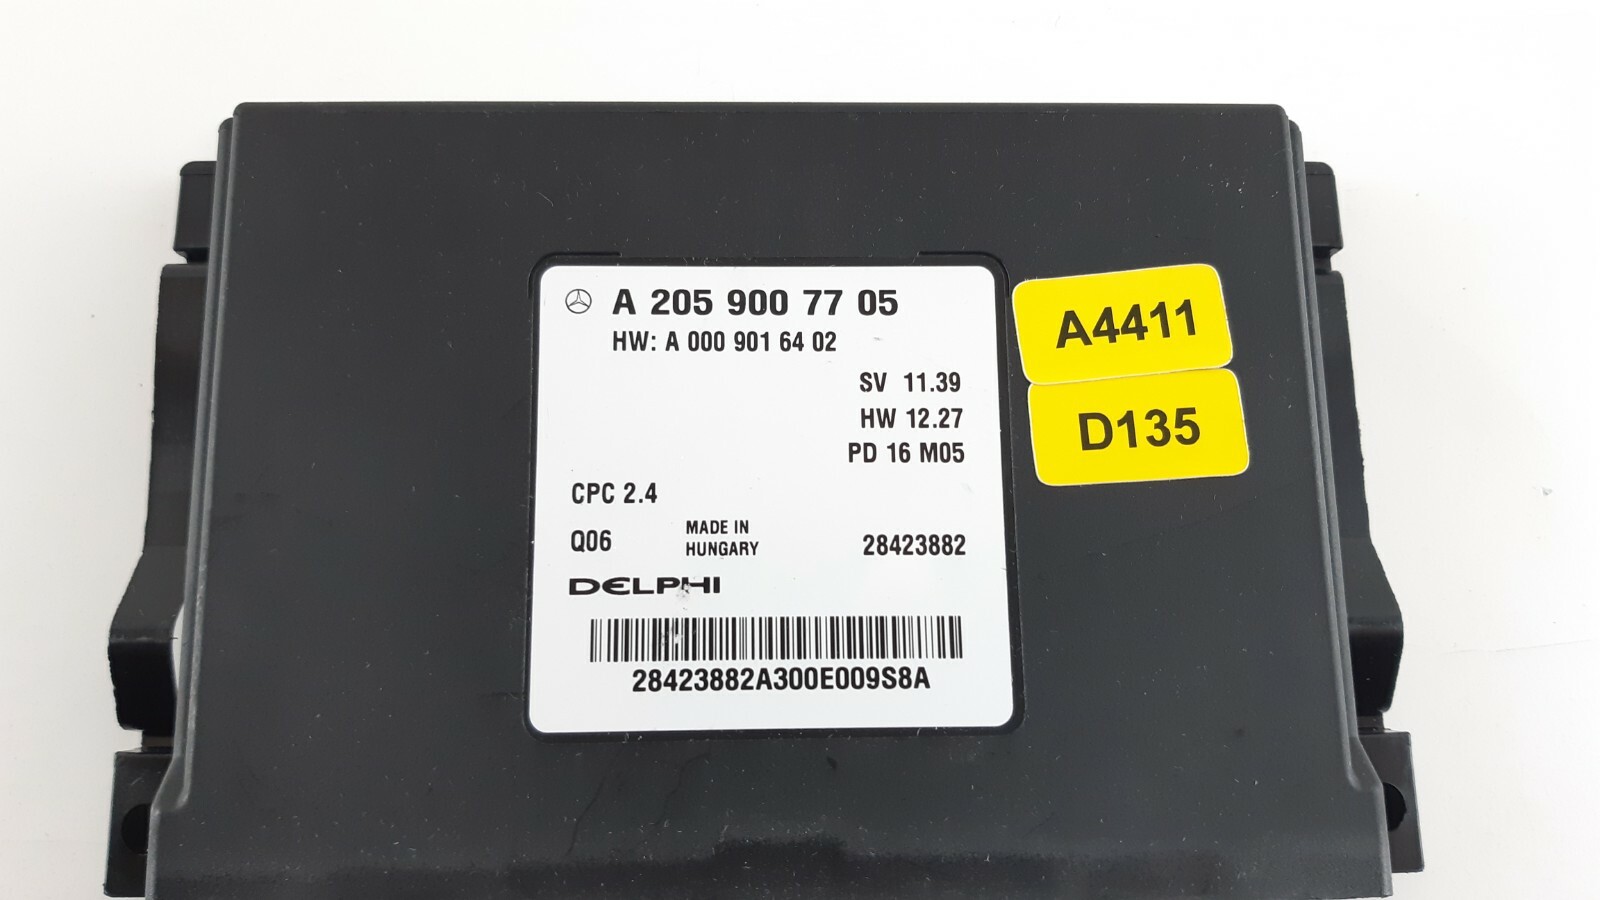 A 205 900 77 05
HW: A 000 901 64 02
SV 11.39
HW 12.27
PD 16 M05
CPC 2.4
Q06
MADE IN
HUNGARY
28423882
DELPHI
28423882A300E009S8A
A4411
D135